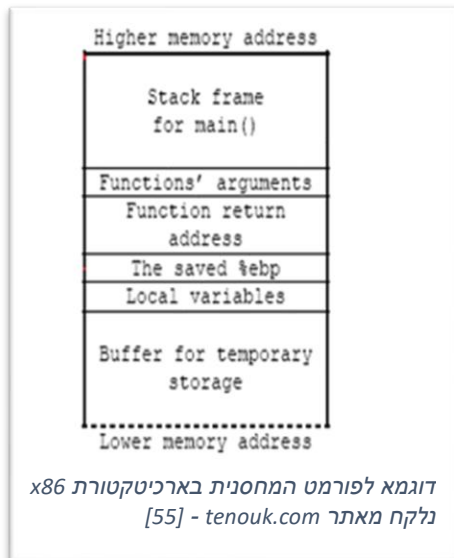 Higher memory address
Stack frame
for main()
Functions' arguments
Function return
address
The saved %ebp
Local variables
Buffer for temporary
storage
Lower memory address
דוגמא לפורמט המחסנית בארכיטקטורת x86
נלקח מאתר tenouk.com - [55]